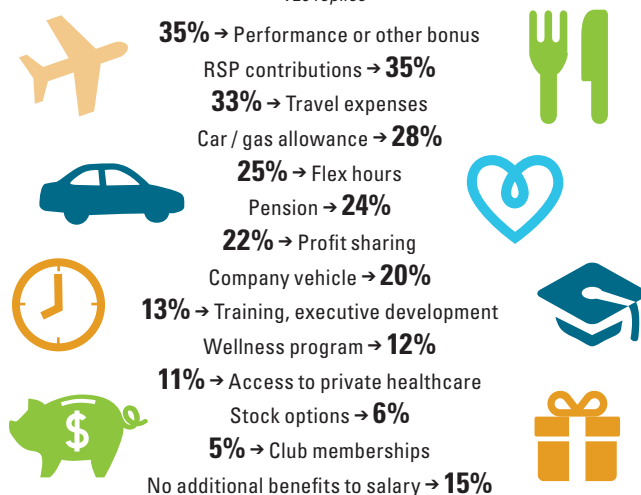 35% → Performance or other bonus
RSP contributions → 35%
33% → Travel expenses
Car / gas allowance → 28%
25% → Flex hours
Pension → 24%
22% → Profit sharing
Company vehicle → 20%
13% → Training, executive development
Wellness program → 12%
11% → Access to private healthcare
Stock options → 6%
5% → Club memberships
No additional benefits to salary → 15%
$